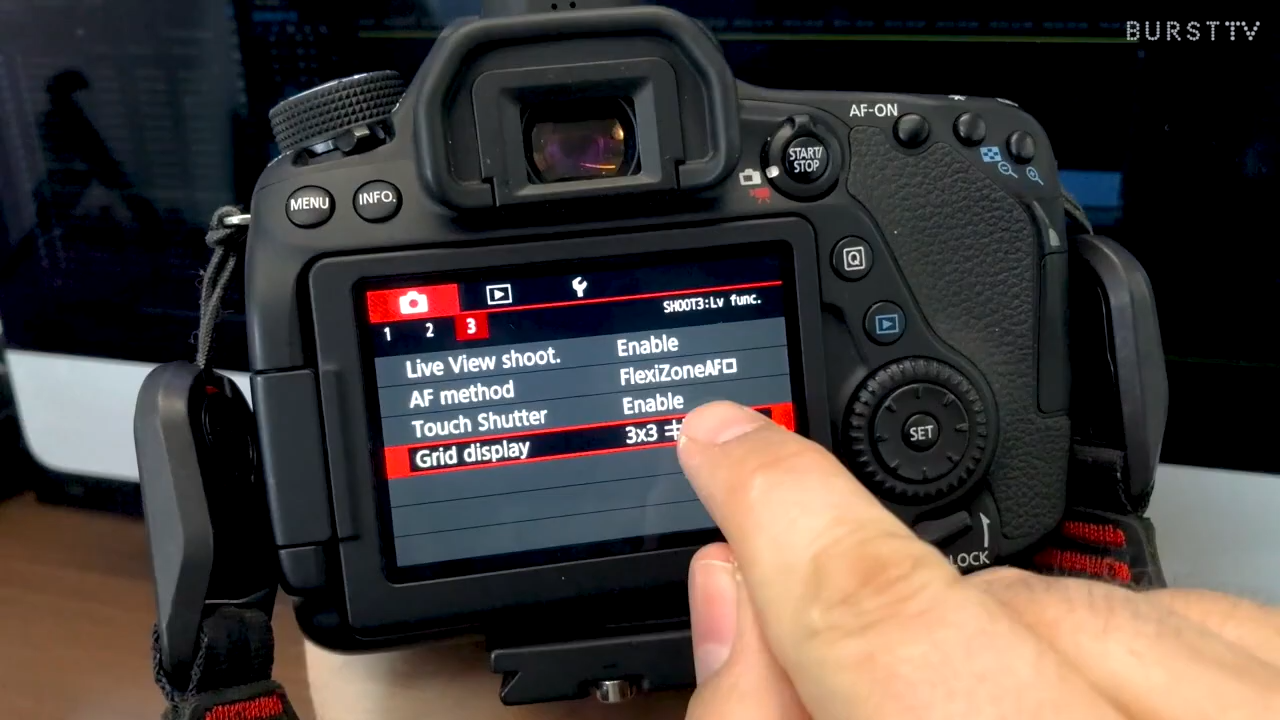 BURSTTV
AF-ON
START/
STOP
MENU
INFO.
Q
SHOOT3:Lv func.
1 2 3
Live View shoot. Enable
AF method FlexiZoneAF
Touch Shutter Enable
Grid display 3x3
SET
LOCK